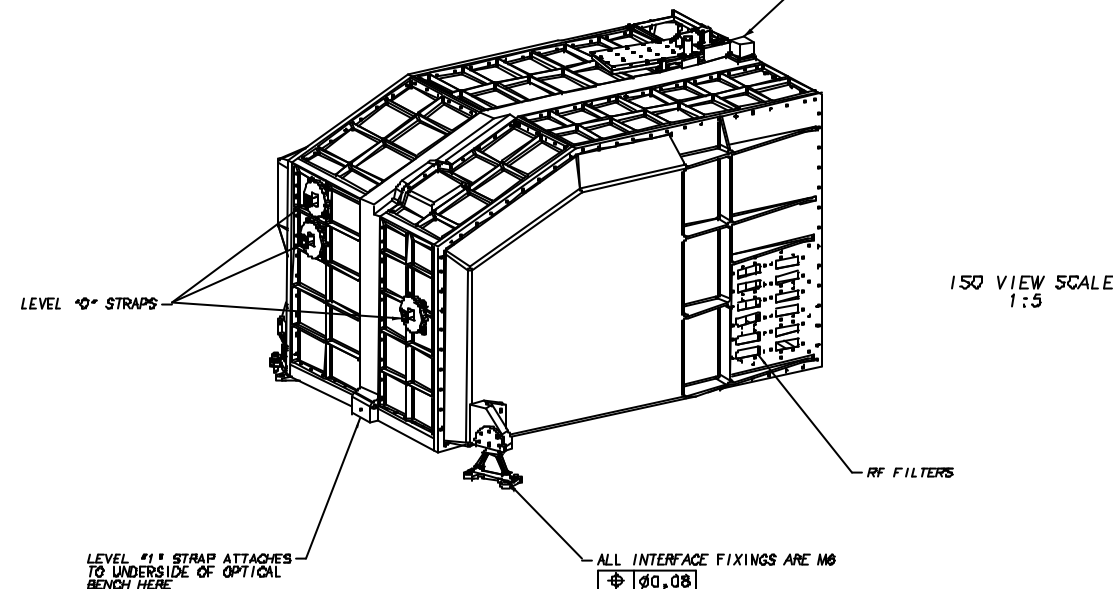 LEVEL "0" STRAPS
ISO VIEW SCALE
1:5
RF FILTERS
LEVEL "1" STRAP ATTACHES
TO UNDERSIDE OF OPTICAL
BENCH HERE
ALL INTERFACE FIXINGS ARE M6
⌖ ø0,08